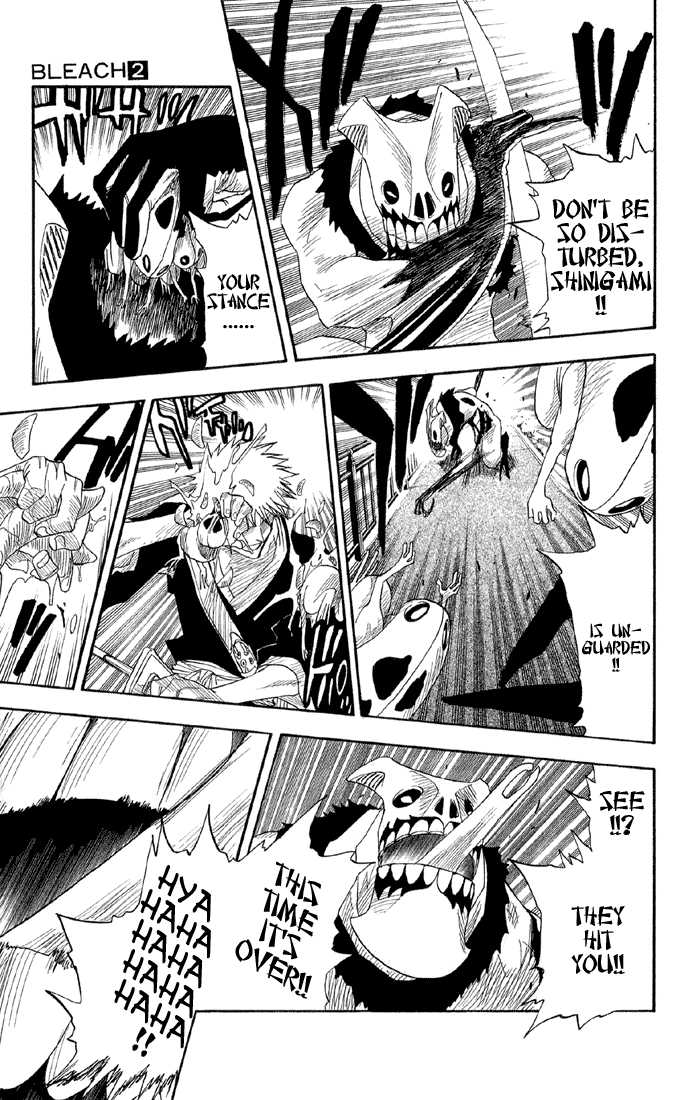 BLEACH 2
DON'T BE
SO DIS-
TURBED,
SHINIGAMI
!!
YOUR
STANCE
......
IS UN-
GUARDED
!!
SEE
!!?
THEY
HIT
YOU!!
THIS
TIME
IT'S
OVER!!
HYA
HAHA
HAHA
HAHA
HAHA
!!